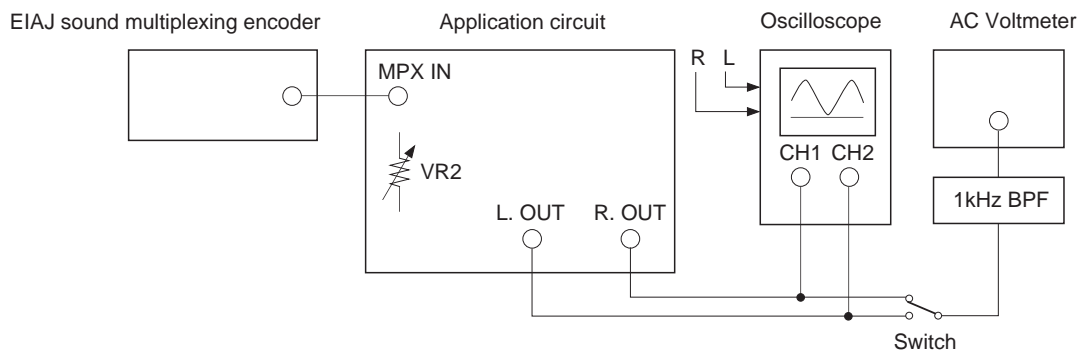 EIAJ sound multiplexing encoder
Application circuit
Oscilloscope
AC Voltmeter
MPX IN
R L
VR2
CH1 CH2
1kHz BPF
L. OUT R. OUT
Switch